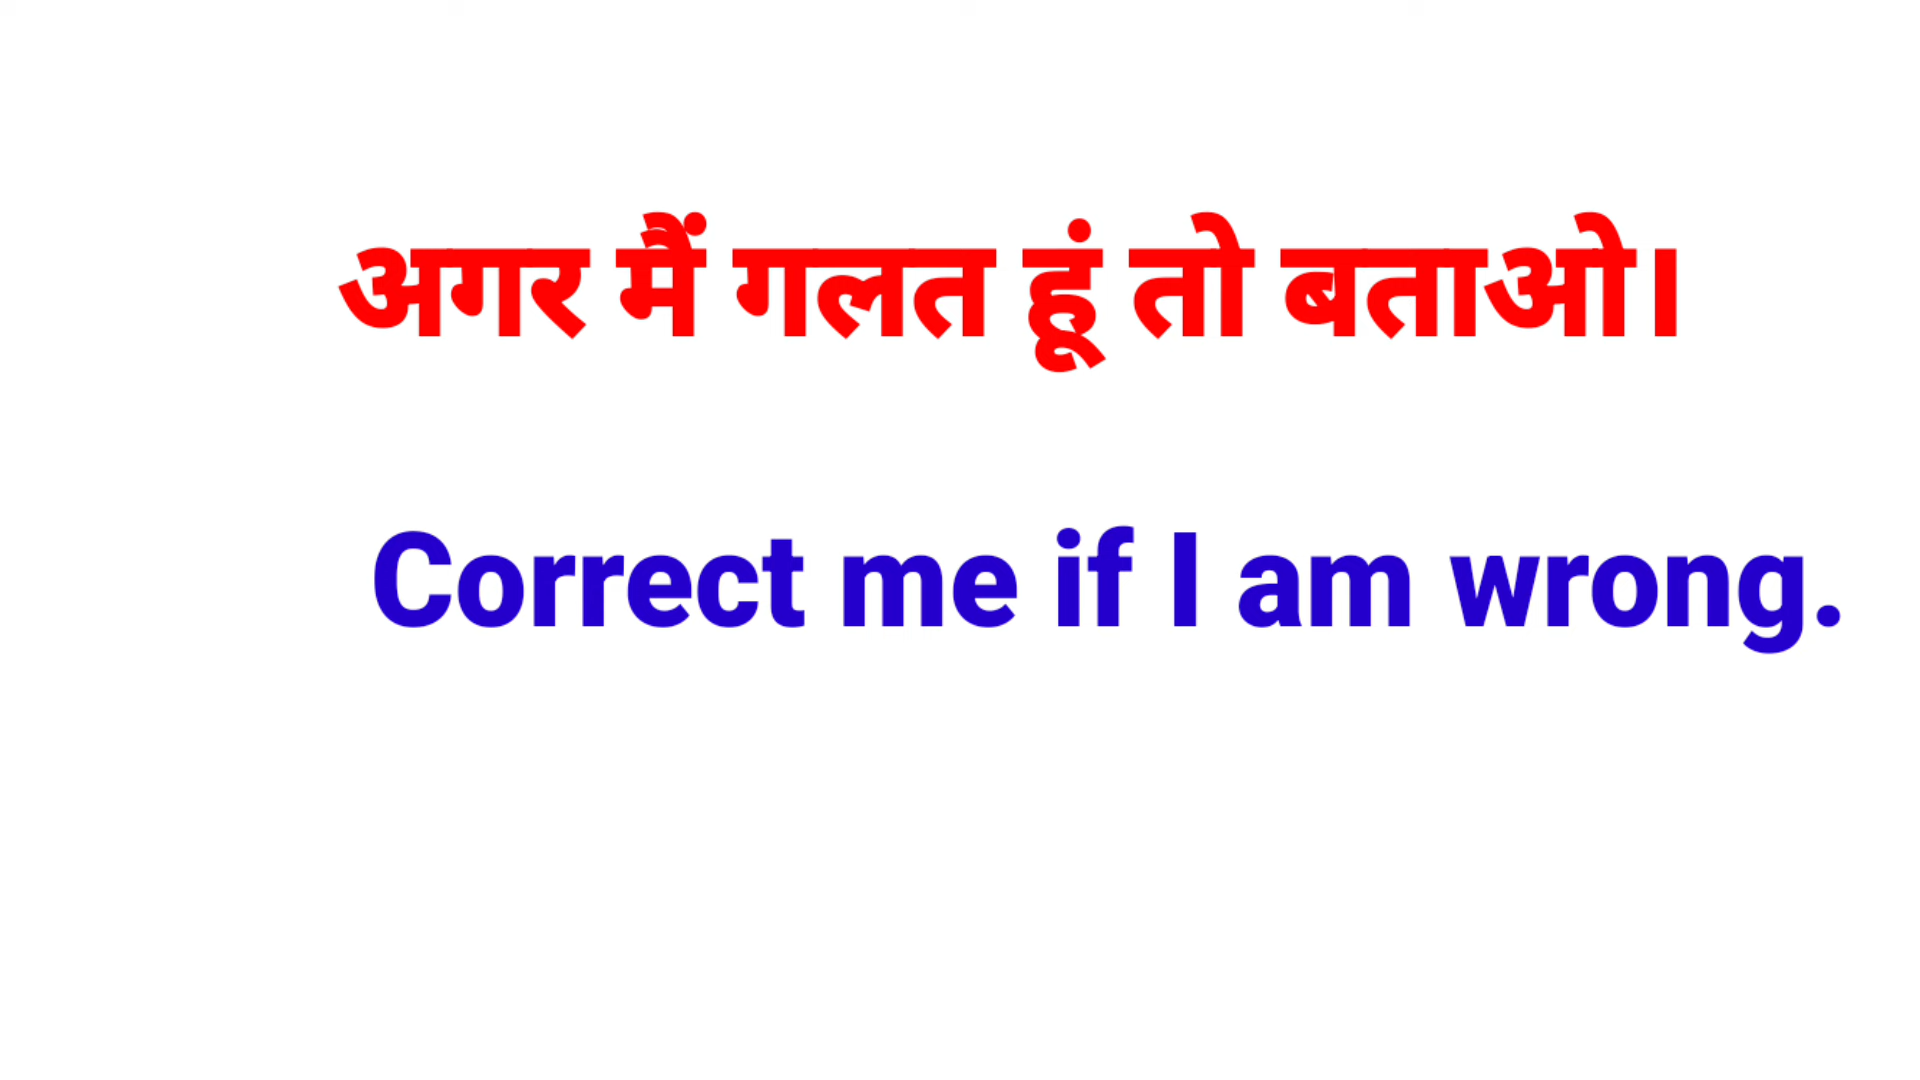 अगर मैं गलत हूं तो बताओ।
Correct me if I am wrong.